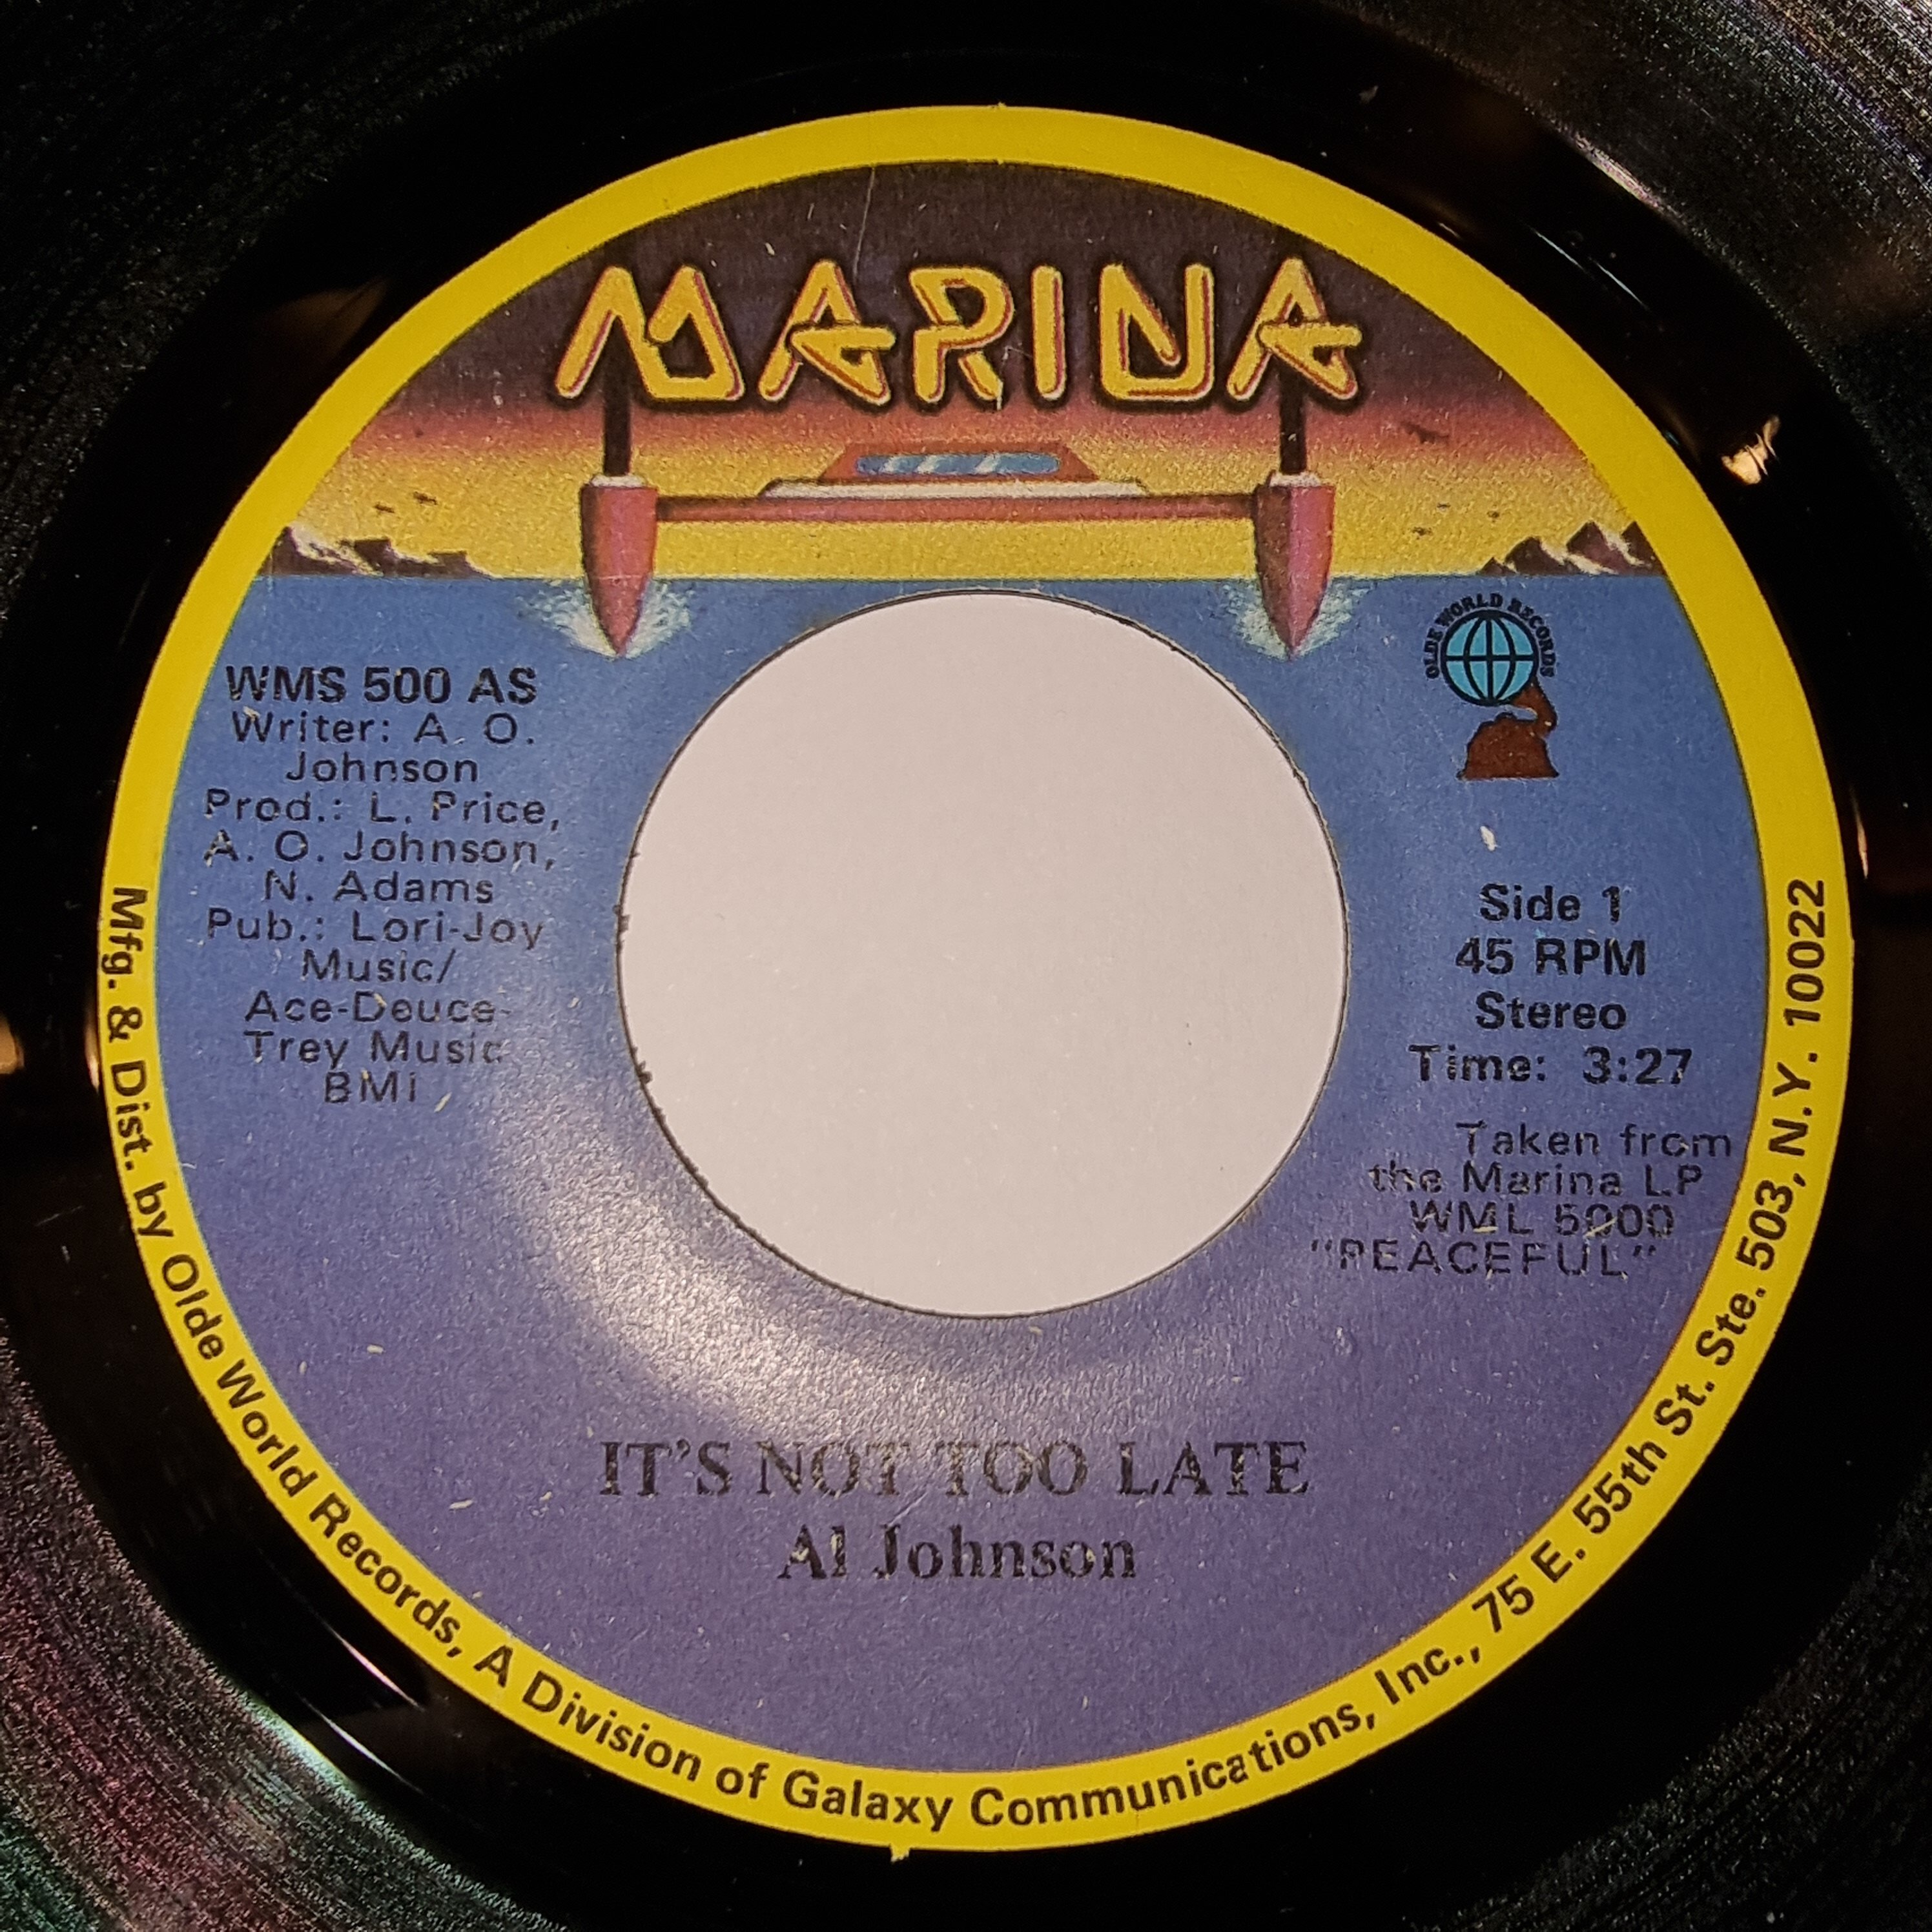 MARINA
OLDE WORLD RECORDS
WMS 500 AS
Writer: A. O.
Johnson
Prod.: L. Price,
A. O. Johnson,
N. Adams
Pub.: Lori-Joy
Music/
Ace-Deuce-
Trey Music
BMI
Side 1
45 RPM
Stereo
Time: 3:27
Taken from
the Marina LP
WML 5000
"PEACEFUL"
IT'S NOT TOO LATE
Al Johnson
Mfg. & Dist. by Olde World Records, A Division of Galaxy Communications, Inc., 75 E. 55th St. Ste. 503, N.Y. 10022